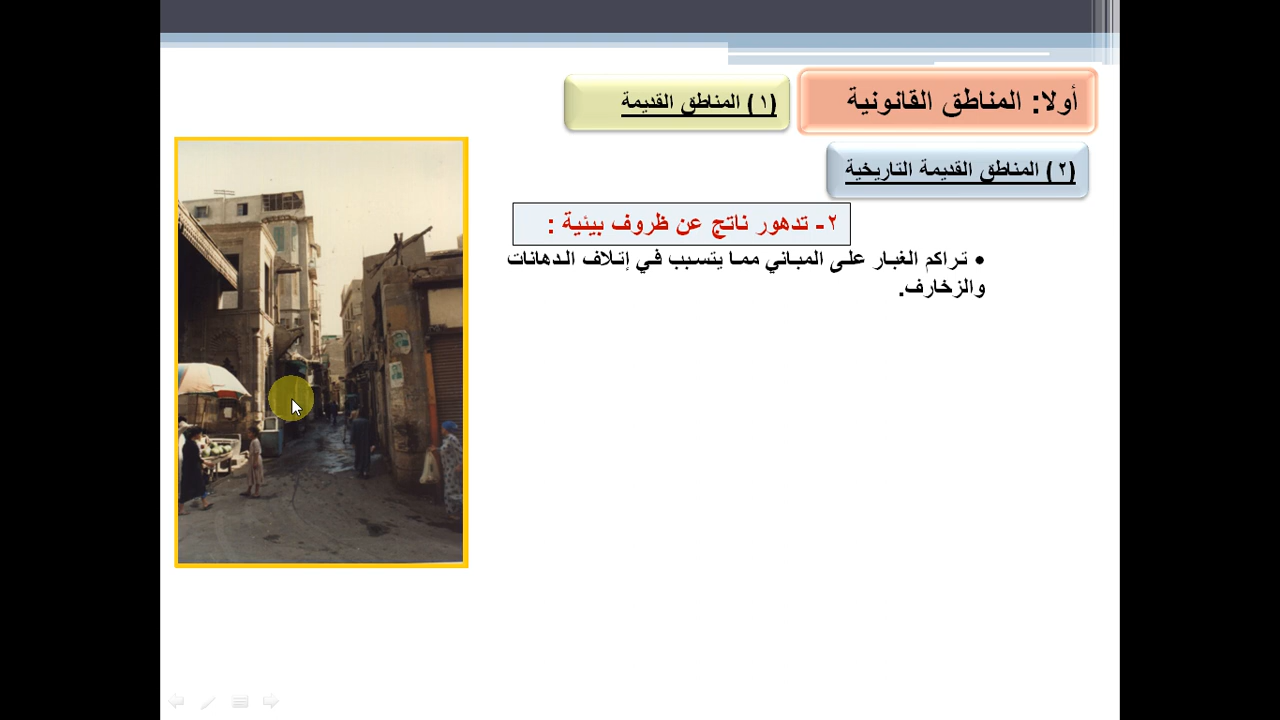 أولا: المناطق القانونية
(١) المناطق القديمة
(٢) المناطق القديمة التاريخية
٢- تدهور ناتج عن ظروف بيئية :
• تراكم الغبار على المباني مما يتسبب في إتلاف الدهانات
والزخارف.